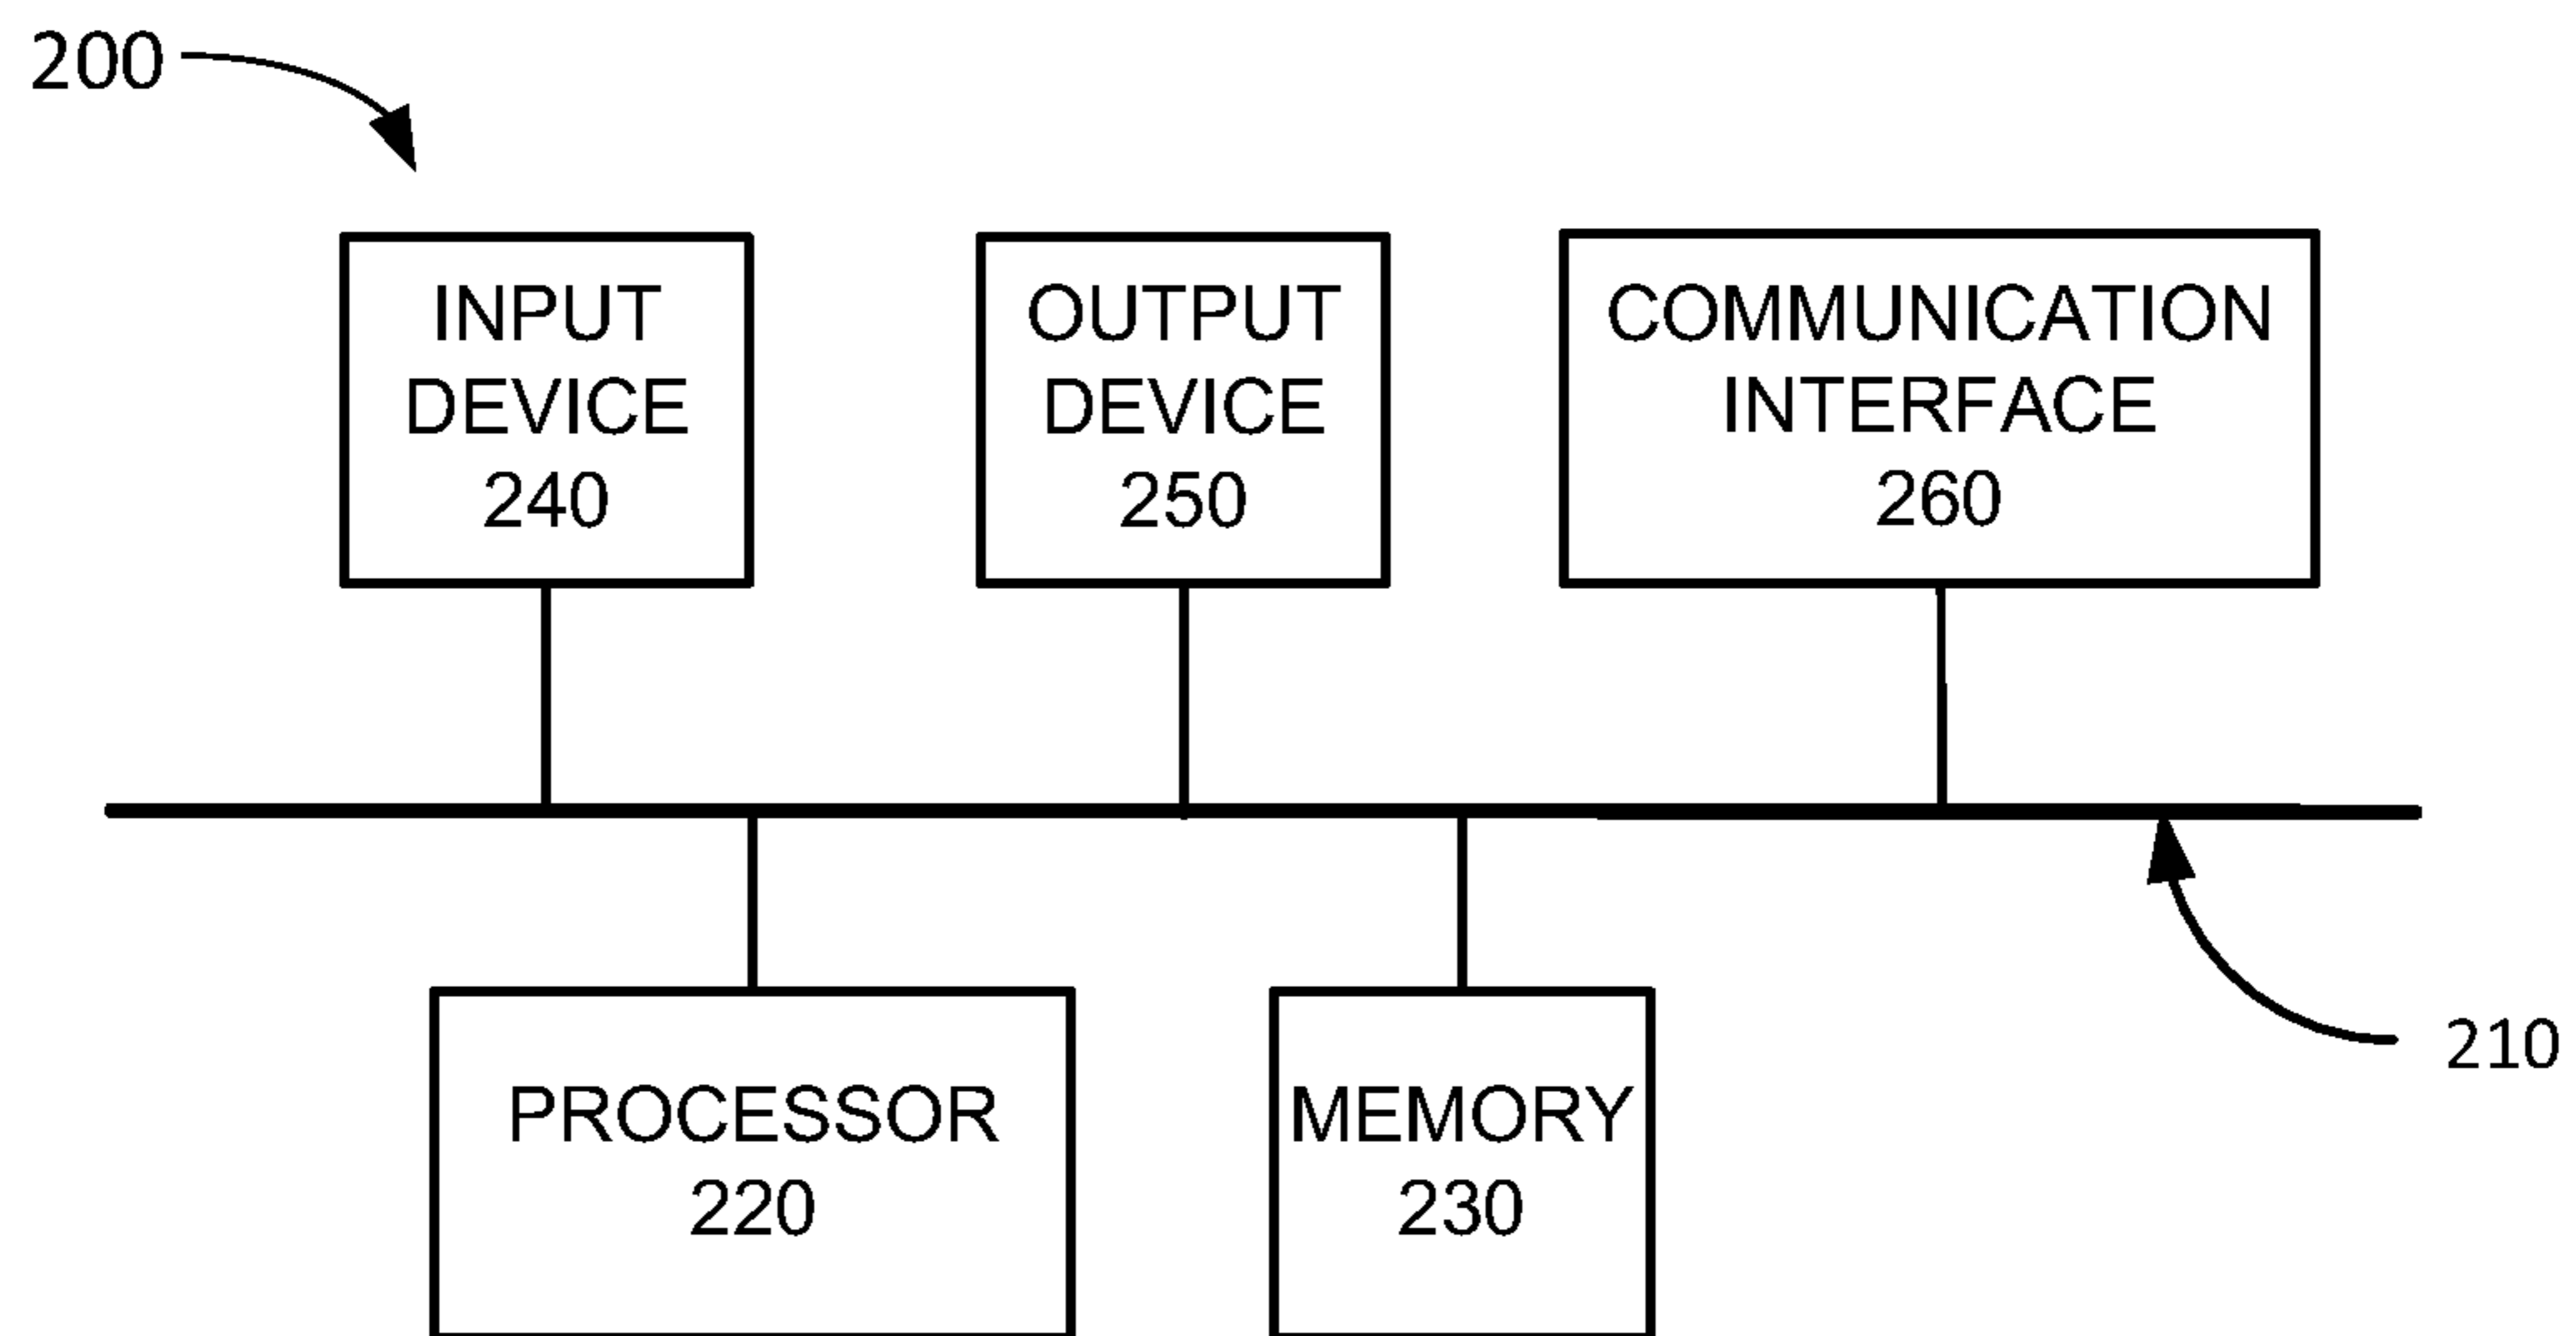 200
INPUT
DEVICE
240
OUTPUT
DEVICE
250
COMMUNICATION
INTERFACE
260
PROCESSOR
220
MEMORY
230
210